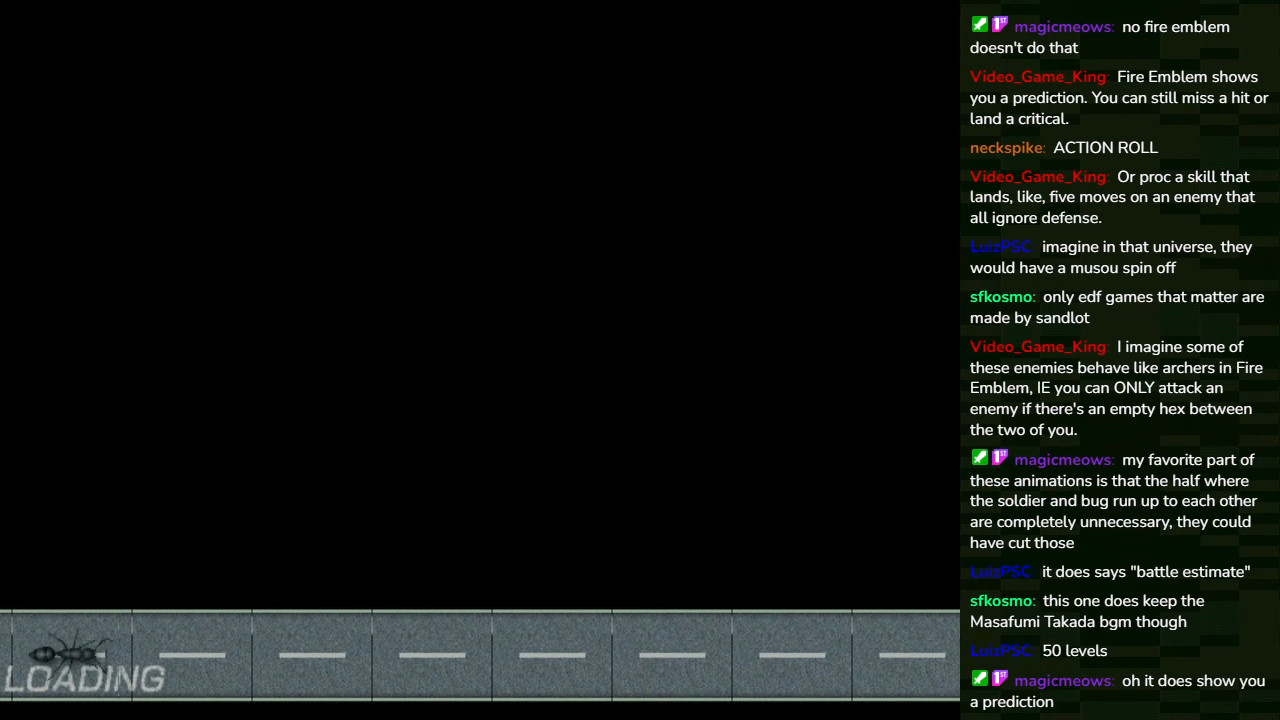 magicmeows: no fire emblem
doesn't do that
Video_Game_King: Fire Emblem shows
you a prediction. You can still miss a hit or
land a critical.
neckspike: ACTION ROLL
Video_Game_King: Or proc a skill that
lands, like, five moves on an enemy that
all ignore defense.
LuizPSC: imagine in that universe, they
would have a musou spin off
sfkosmo: only edf games that matter are
made by sandlot
Video_Game_King: I imagine some of
these enemies behave like archers in Fire
Emblem, IE you can ONLY attack an
enemy if there's an empty hex between
the two of you.
magicmeows: my favorite part of
these animations is that the half where
the soldier and bug run up to each other
are completely unnecessary, they could
have cut those
LuizPSC: it does says "battle estimate"
sfkosmo: this one does keep the
Masafumi Takada bgm though
LuizPSC: 50 levels
magicmeows: oh it does show you
a prediction
LOADING